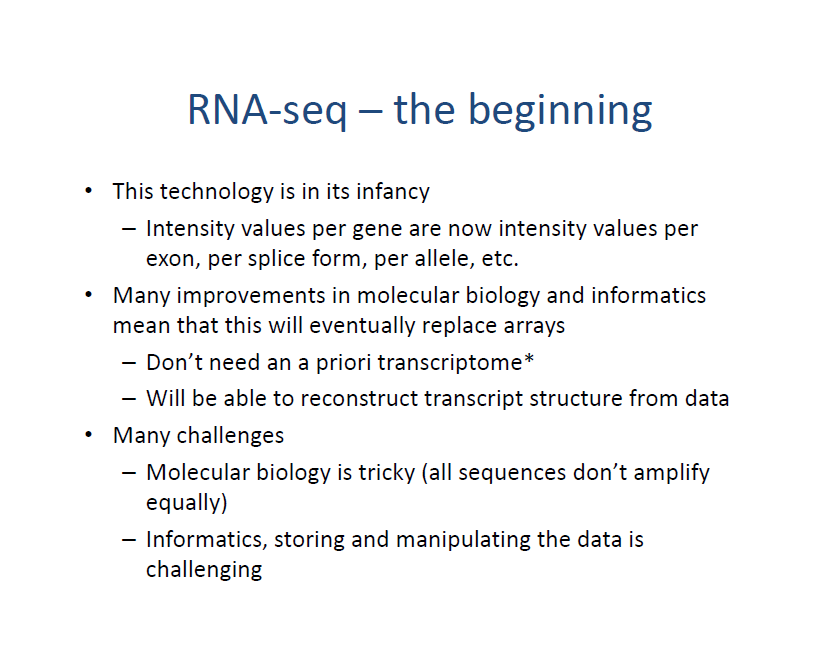 RNA-seq – the beginning
• This technology is in its infancy
– Intensity values per gene are now intensity values per
exon, per splice form, per allele, etc.
• Many improvements in molecular biology and informatics
mean that this will eventually replace arrays
– Don’t need an a priori transcriptome*
– Will be able to reconstruct transcript structure from data
• Many challenges
– Molecular biology is tricky (all sequences don’t amplify
equally)
– Informatics, storing and manipulating the data is
challenging